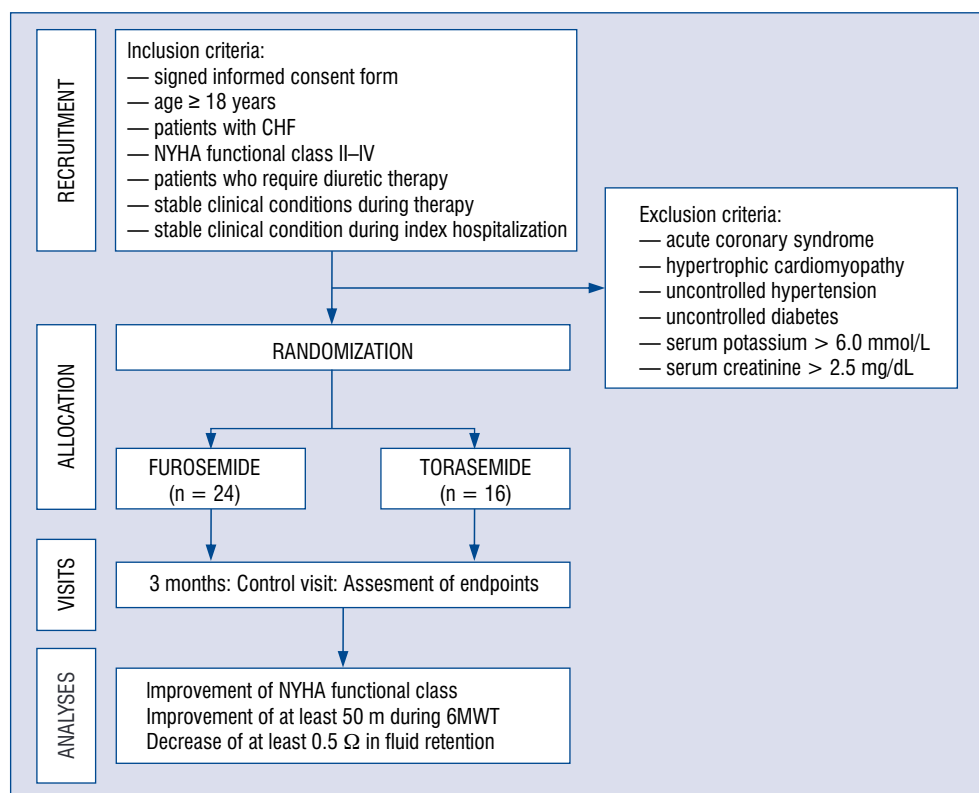 RECRUITMENT
Inclusion criteria:
— signed informed consent form
— age ≥ 18 years
— patients with CHF
— NYHA functional class II–IV
— patients who require diuretic therapy
— stable clinical conditions during therapy
— stable clinical condition during index hospitalization
Exclusion criteria:
— acute coronary syndrome
— hypertrophic cardiomyopathy
— uncontrolled hypertension
— uncontrolled diabetes
— serum potassium > 6.0 mmol/L
— serum creatinine > 2.5 mg/dL
ALLOCATION
RANDOMIZATION
FUROSEMIDE
(n = 24)
TORASEMIDE
(n = 16)
VISITS
3 months: Control visit: Assesment of endpoints
ANALYSES
Improvement of NYHA functional class
Improvement of at least 50 m during 6MWT
Decrease of at least 0.5 Ω in fluid retention